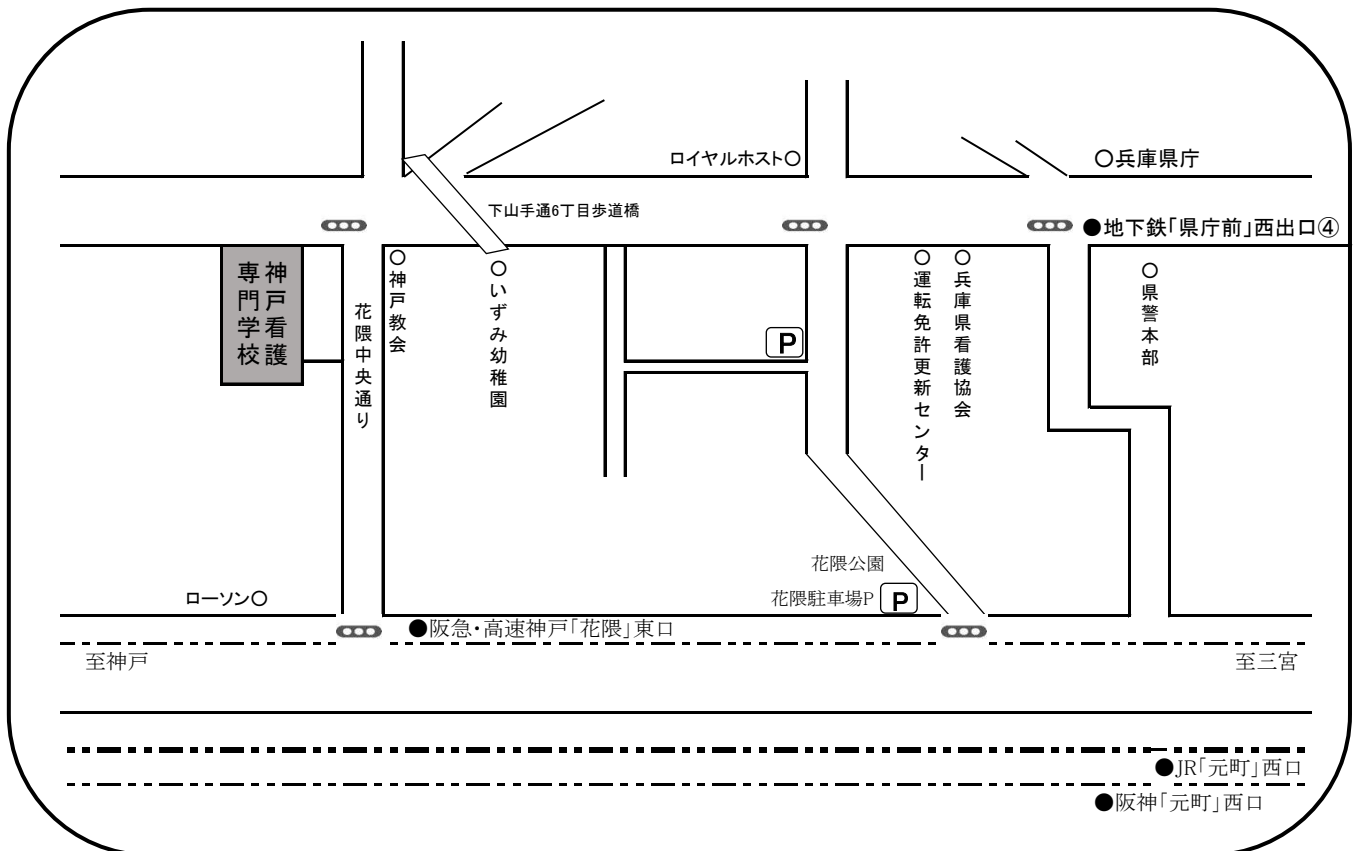 ロイヤルホスト○
○兵庫県庁
下山手通6丁目歩道橋
●地下鉄「県庁前」西出口④
神戸看護
専門学校
花隈中央通り
○神戸教会
○いずみ幼稚園
P
○運転免許更新センター
○兵庫県看護協会
○県警本部
花隈公園
花隈駐車場P
P
ローソン○
●阪急・高速神戸「花隈」東口
至神戸
至三宮
●JR「元町」西口
●阪神「元町」西口